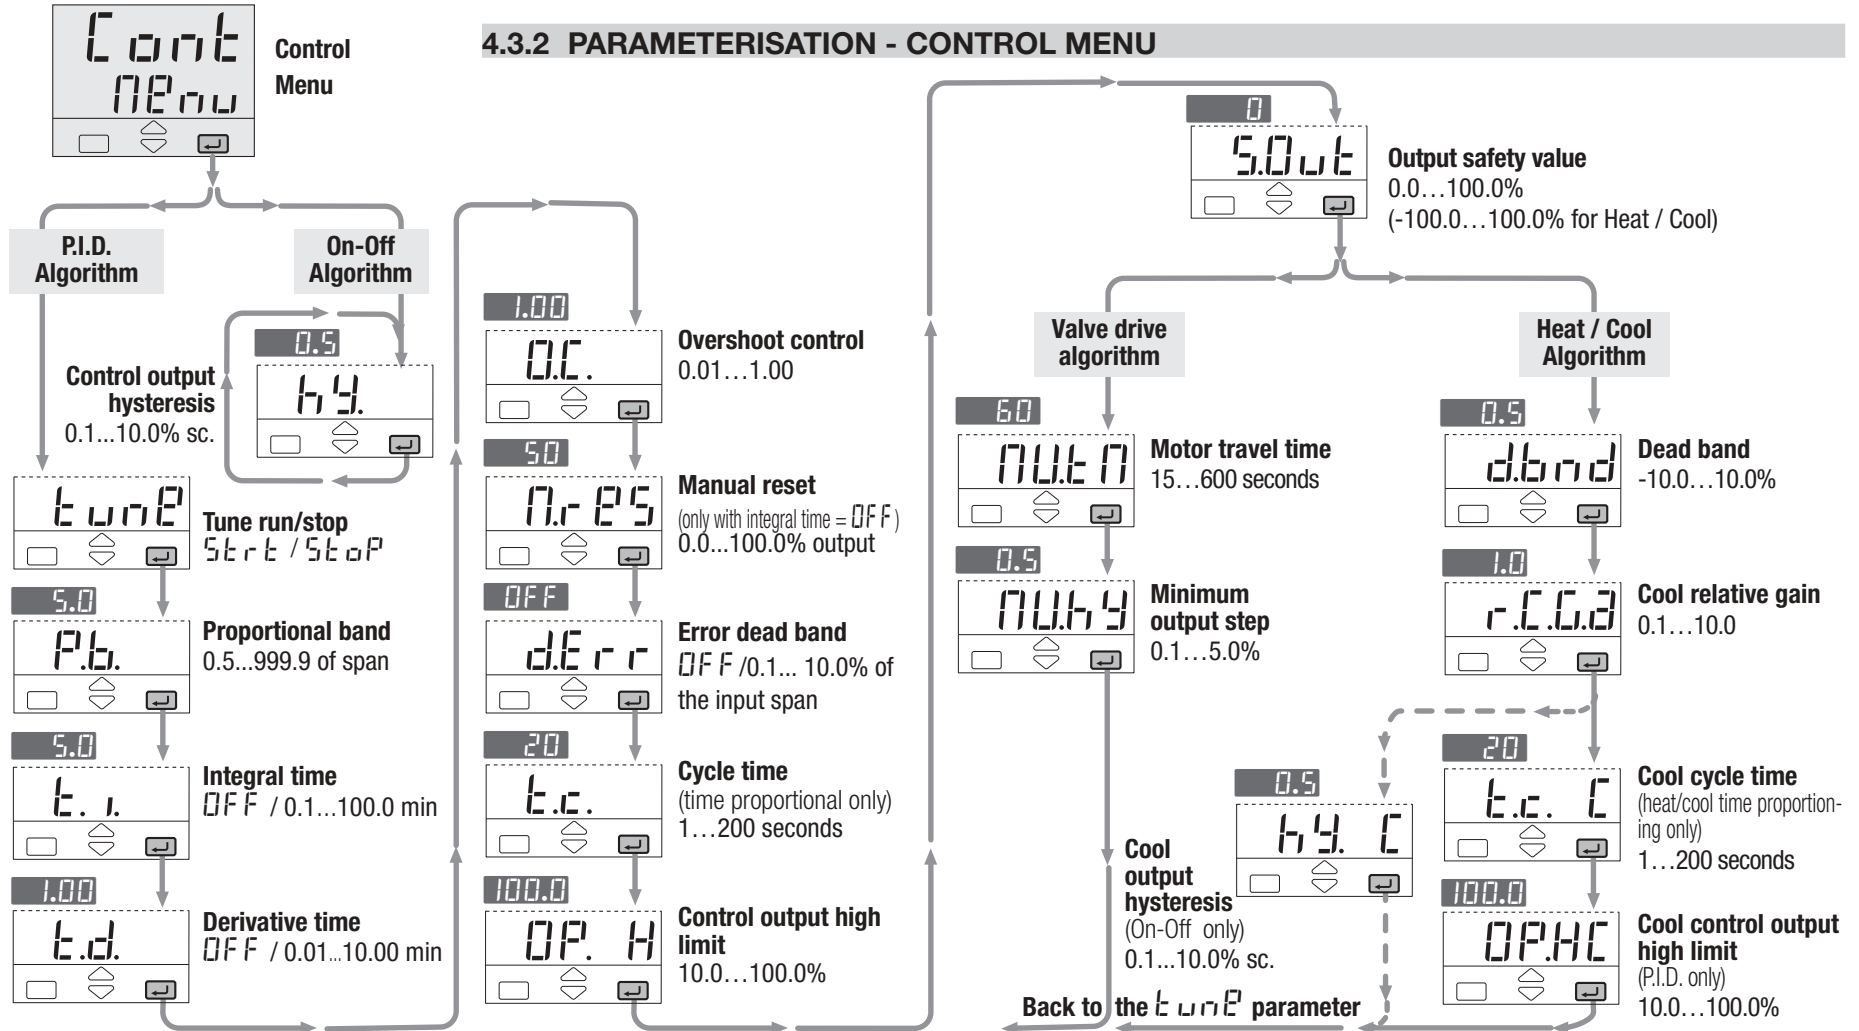 4.3.2 PARAMETERISATION - CONTROL MENU
Cont
MEnu
Control
Menu
P.I.D.
Algorithm
On-Off
Algorithm
0.5
hy.
Control output
hysteresis
0.1...10.0% sc.
tunE
Tune run/stop
Strt / StoP
5.0
P.b.
Proportional band
0.5...999.9 of span
5.0
t.i.
Integral time
OFF / 0.1...100.0 min
1.00
t.d.
Derivative time
OFF / 0.01...10.00 min
1.00
O.C.
Overshoot control
0.01…1.00
50
M.rES
Manual reset
(only with integral time = OFF)
0.0...100.0% output
OFF
d.Err
Error dead band
OFF /0.1... 10.0% of
the input span
20
t.c.
Cycle time
(time proportional only)
1…200 seconds
100.0
OP. H
Control output high
limit
10.0…100.0%
0
S.Out
Output safety value
0.0…100.0%
(-100.0…100.0% for Heat / Cool)
Valve drive
algorithm
60
MV.tM
Motor travel time
15…600 seconds
0.5
MV.hy
Minimum
output step
0.1…5.0%
Heat / Cool
Algorithm
0.5
d.bnd
Dead band
-10.0…10.0%
1.0
r.C.G.a
Cool relative gain
0.1…10.0
0.5
hy. C
Cool
output
hysteresis
(On-Off only)
0.1...10.0% sc.
20
t.c. C
Cool cycle time
(heat/cool time proportion-
ing only)
1…200 seconds
100.0
OP.HC
Cool control output
high limit
(P.I.D. only)
10.0…100.0%
Back to the tunE parameter